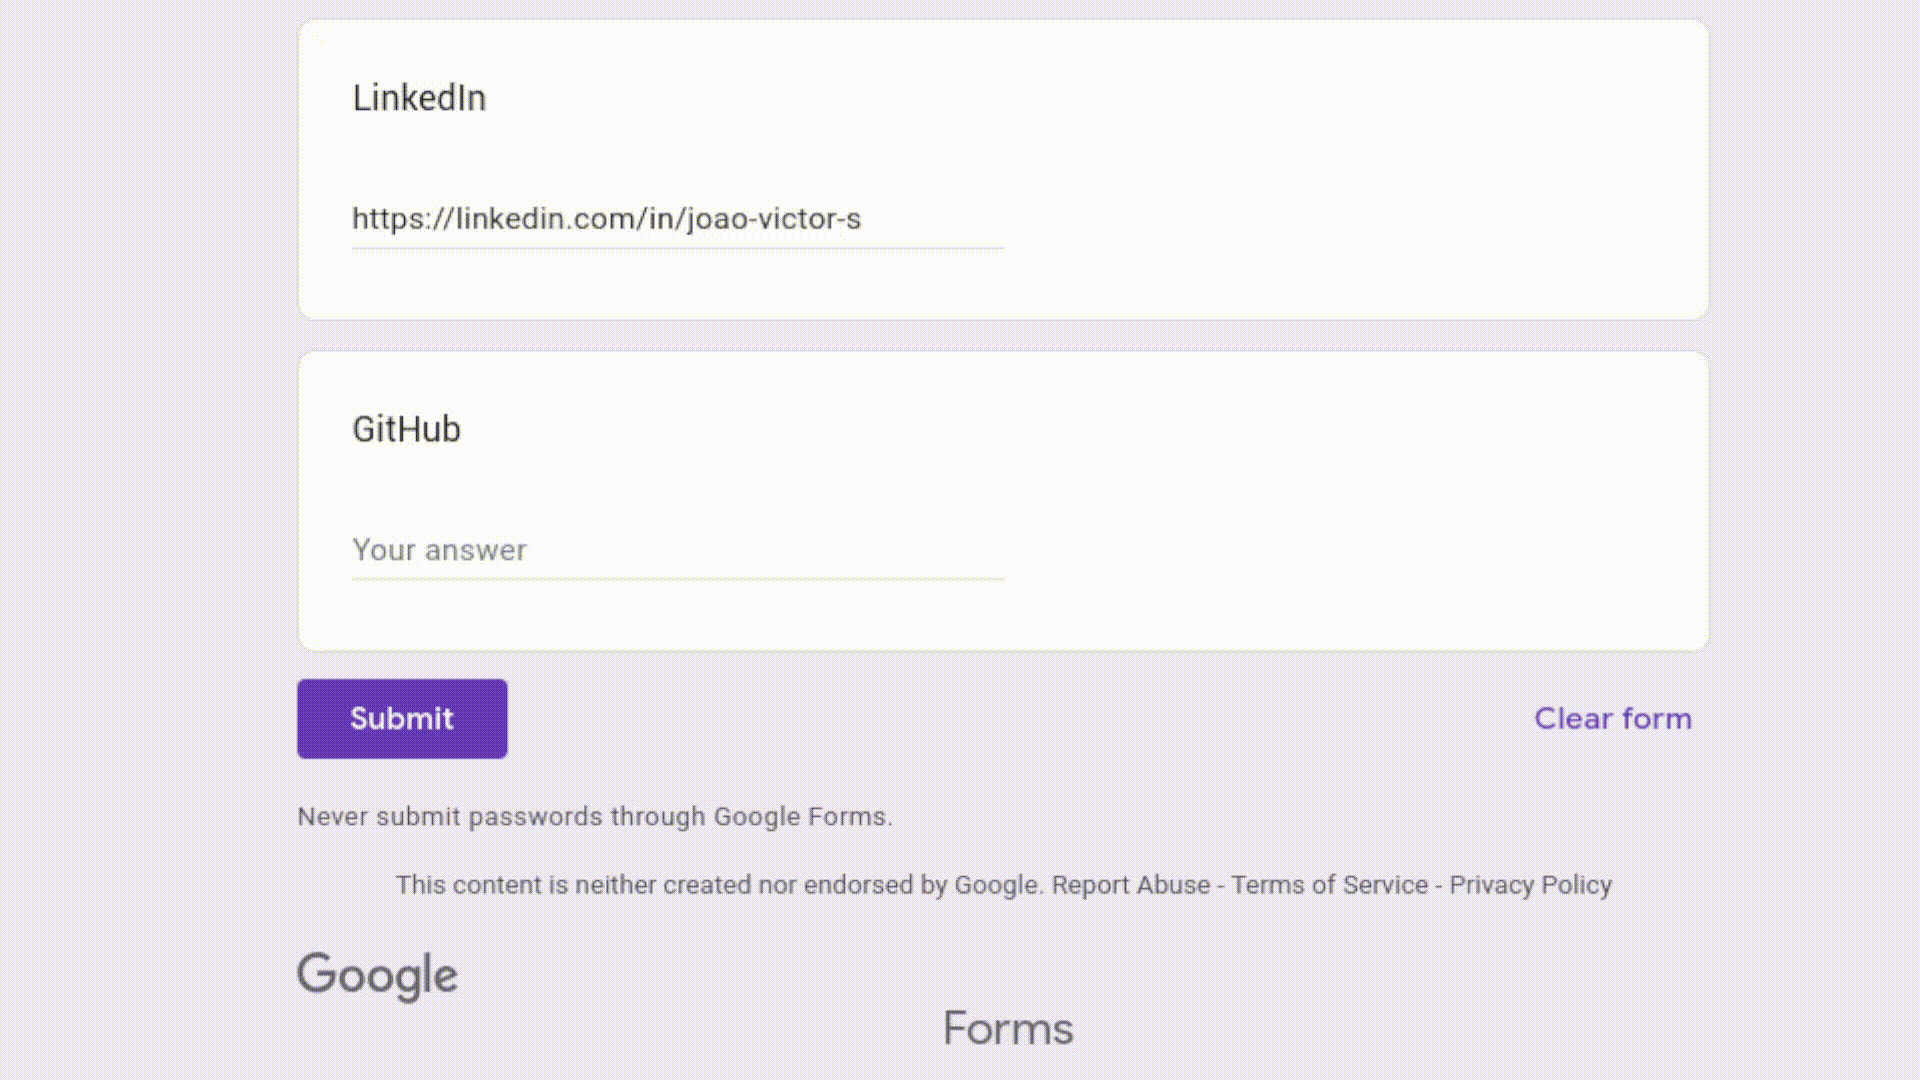 LinkedIn
https://linkedin.com/in/joao-victor-s
GitHub
Your answer
Submit
Clear form
Never submit passwords through Google Forms.
This content is neither created nor endorsed by Google. Report Abuse - Terms of Service - Privacy Policy
Google
Forms